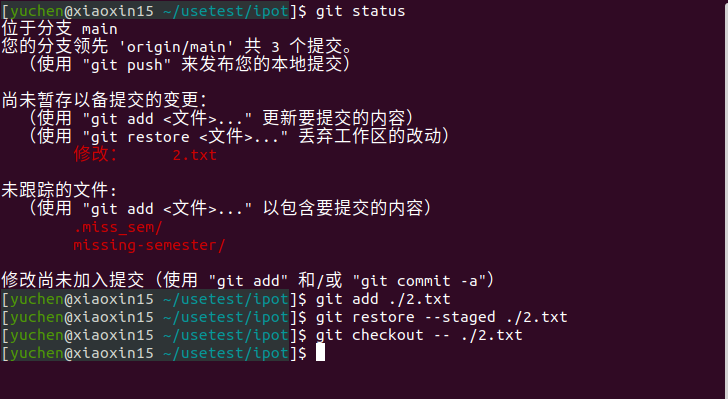 [yuchen@xiaoxin15 ~/usetest/ipot]$ git status
位于分支 main
您的分支领先 'origin/main' 共 3 个提交。
  （使用 "git push" 来发布您的本地提交）
尚未暂存以备提交的变更：
  （使用 "git add <文件>..." 更新要提交的内容）
  （使用 "git restore <文件>..." 丢弃工作区的改动）
        修改：     2.txt
未跟踪的文件:
  （使用 "git add <文件>..." 以包含要提交的内容）
        .miss_sem/
        missing-semester/
修改尚未加入提交（使用 "git add" 和/或 "git commit -a"）
[yuchen@xiaoxin15 ~/usetest/ipot]$ git add ./2.txt
[yuchen@xiaoxin15 ~/usetest/ipot]$ git restore --staged ./2.txt
[yuchen@xiaoxin15 ~/usetest/ipot]$ git checkout -- ./2.txt
[yuchen@xiaoxin15 ~/usetest/ipot]$